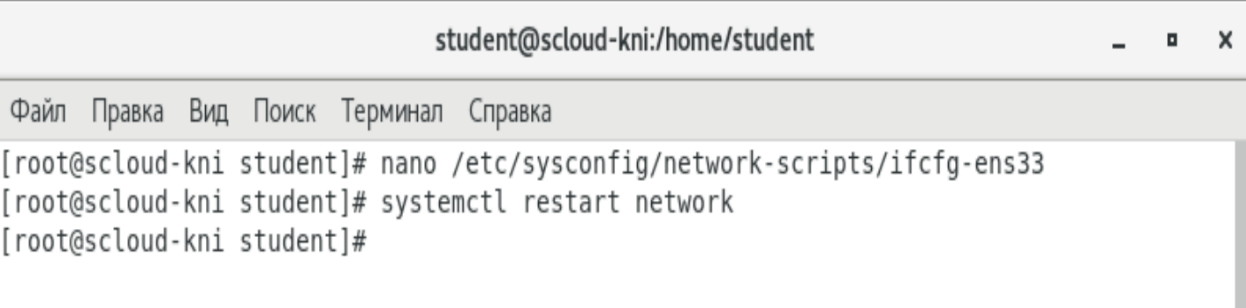 student@scloud-kni:/home/student
Файл Правка Вид Поиск Терминал Справка
[root@scloud-kni student]# nano /etc/sysconfig/network-scripts/ifcfg-ens33
[root@scloud-kni student]# systemctl restart network
[root@scloud-kni student]#